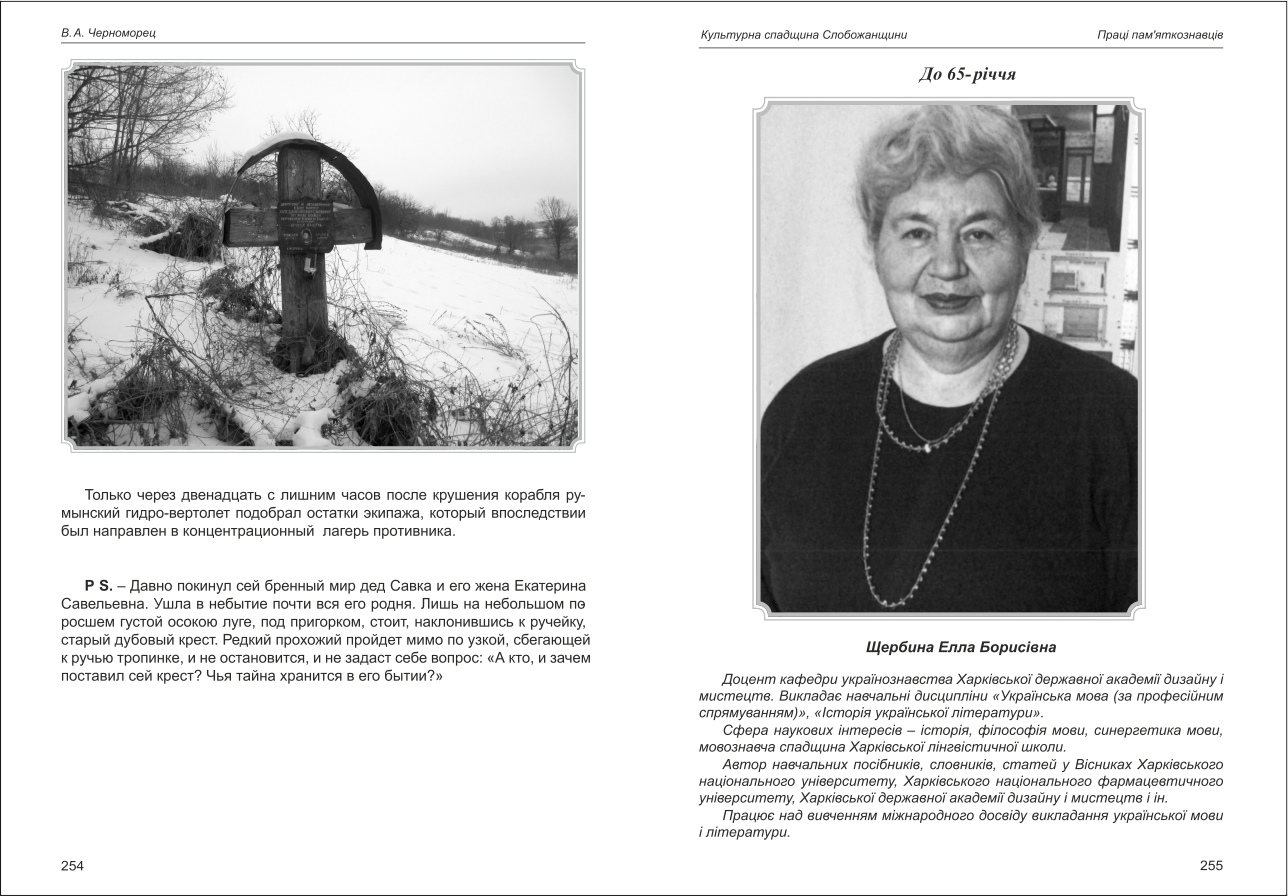 В. А. Черноморец
Только через двенадцать с лишним часов после крушения корабля ру-
мынский гидро-вертолет подобрал остатки экипажа, который впоследствии
был направлен в концентрационный лагерь противника.
P S. – Давно покинул сей бренный мир дед Савка и его жена Екатерина
Савельевна. Ушла в небытие почти вся его родня. Лишь на небольшом по-
росшем густой осокою луге, под пригорком, стоит, наклонившись к ручейку,
старый дубовый крест. Редкий прохожий пройдет мимо по узкой, сбегающей
к ручью тропинке, и не остановится, и не задаст себе вопрос: «А кто, и зачем
поставил сей крест? Чья тайна хранится в его бытии?»
254
Культурна спадщина Слобожанщини Праці пам'яткознавців
До 65-річчя
Щербина Елла Борисівна
Доцент кафедри українознавства Харківської державної академії дизайну і
мистецтв. Викладає навчальні дисципліни «Українська мова (за професійним
спрямуванням)», «Історія української літератури».
Сфера наукових інтересів – історія, філософія мови, синергетика мови,
мовознавча спадщина Харківської лінгвістичної школи.
Автор навчальних посібників, словників, статей у Вісниках Харківського
національного університету, Харківського національного фармацевтичного
університету, Харківської державної академії дизайну і мистецтв і ін.
Працює над вивченням міжнародного досвіду викладання української мови
і літератури.
255